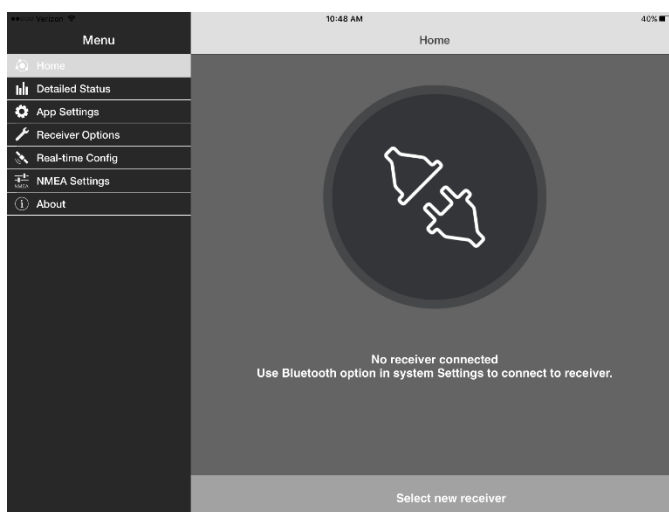 Verizon
10:48 AM
40%
Menu
Home
Home
Detailed Status
App Settings
Receiver Options
Real-time Config
NMEA
NMEA Settings
About
No receiver connected
Use Bluetooth option in system Settings to connect to receiver.
Select new receiver